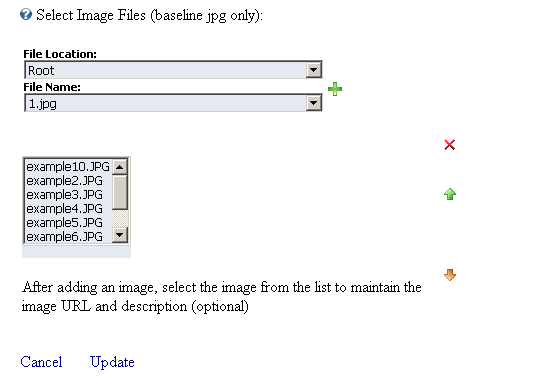 Select Image Files (baseline jpg only):
File Location:
Root
File Name:
1.jpg
example10.JPG
example2.JPG
example3.JPG
example4.JPG
example5.JPG
example6.JPG
After adding an image, select the image from the list to maintain the
image URL and description (optional)
Cancel Update